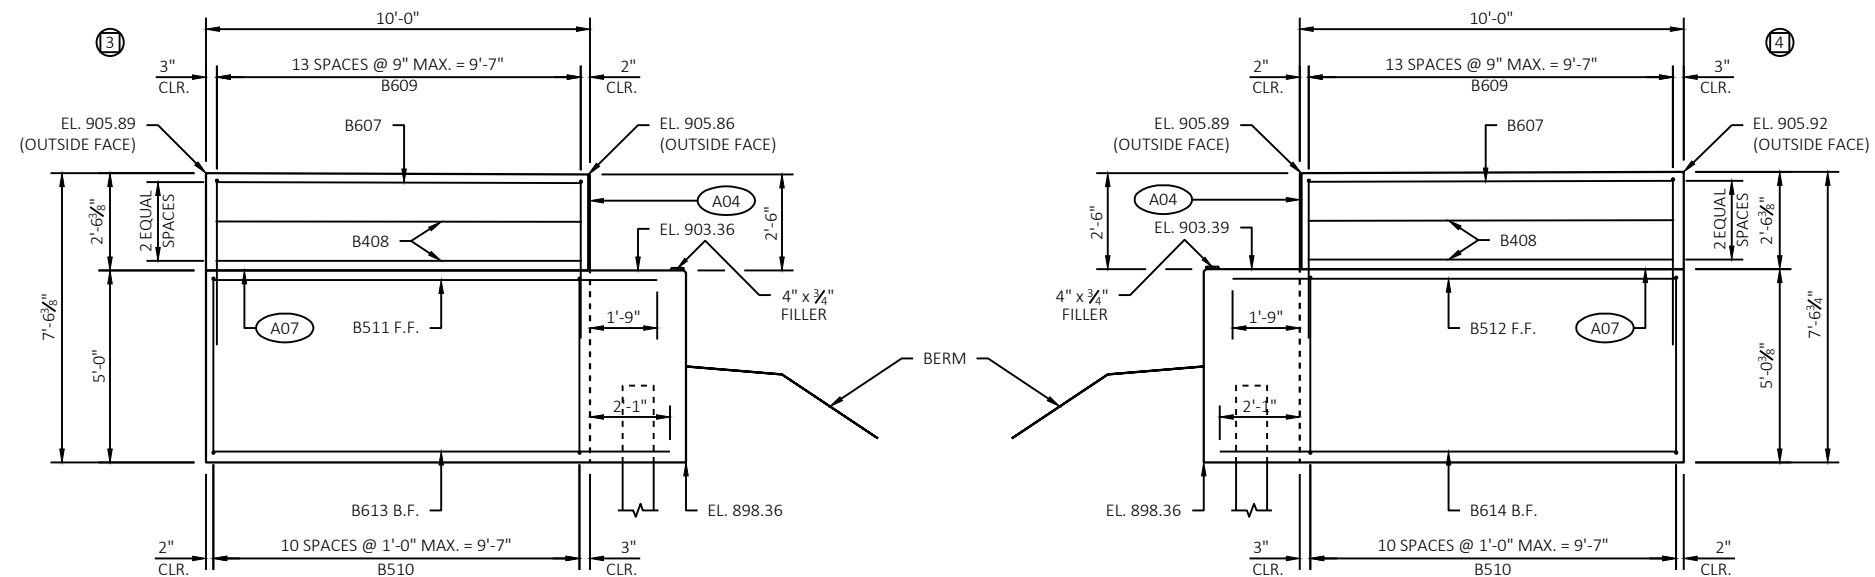 3
10'-0"
3"
CLR.
13 SPACES @ 9" MAX. = 9'-7"
B609
2"
CLR.
EL. 905.89
(OUTSIDE FACE)
B607
EL. 905.86
(OUTSIDE FACE)
7'-6⅜"
2'-6⅜"
2 EQUAL
SPACES
B408
A04
2'-6"
EL. 903.36
4" x ¾"
FILLER
A07
B511 F.F.
1'-9"
5'-0"
2'-1"
B613 B.F.
EL. 898.36
2"
CLR.
10 SPACES @ 1'-0" MAX. = 9'-7"
B510
3"
CLR.
BERM
4
10'-0"
2"
CLR.
13 SPACES @ 9" MAX. = 9'-7"
B609
3"
CLR.
EL. 905.89
(OUTSIDE FACE)
B607
EL. 905.92
(OUTSIDE FACE)
2'-6"
A04
EL. 903.39
B408
2 EQUAL
SPACES
2'-6⅜"
7'-6¾"
4" x ¾"
FILLER
1'-9"
B512 F.F.
A07
5'-0⅜"
2'-1"
EL. 898.36
B614 B.F.
3"
CLR.
10 SPACES @ 1'-0" MAX. = 9'-7"
B510
2"
CLR.